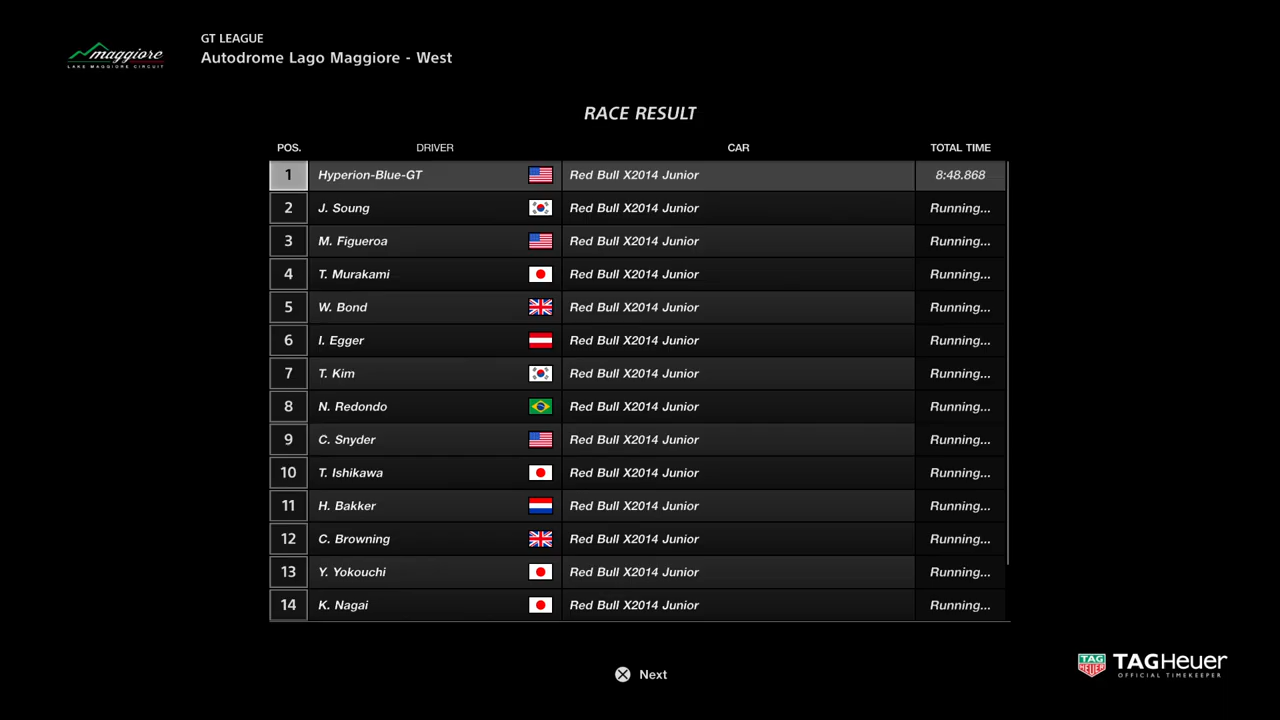 maggiore
LAKE MAGGIORE CIRCUIT
GT LEAGUE
Autodrome Lago Maggiore - West
RACE RESULT
POS. DRIVER CAR TOTAL TIME
1 Hyperion-Blue-GT Red Bull X2014 Junior 8:48.868
2 J. Soung Red Bull X2014 Junior Running...
3 M. Figueroa Red Bull X2014 Junior Running...
4 T. Murakami Red Bull X2014 Junior Running...
5 W. Bond Red Bull X2014 Junior Running...
6 I. Egger Red Bull X2014 Junior Running...
7 T. Kim Red Bull X2014 Junior Running...
8 N. Redondo Red Bull X2014 Junior Running...
9 C. Snyder Red Bull X2014 Junior Running...
10 T. Ishikawa Red Bull X2014 Junior Running...
11 H. Bakker Red Bull X2014 Junior Running...
12 C. Browning Red Bull X2014 Junior Running...
13 Y. Yokouchi Red Bull X2014 Junior Running...
14 K. Nagai Red Bull X2014 Junior Running...
Next
TAG HEUER TAGHeuer
OFFICIAL TIMEKEEPER